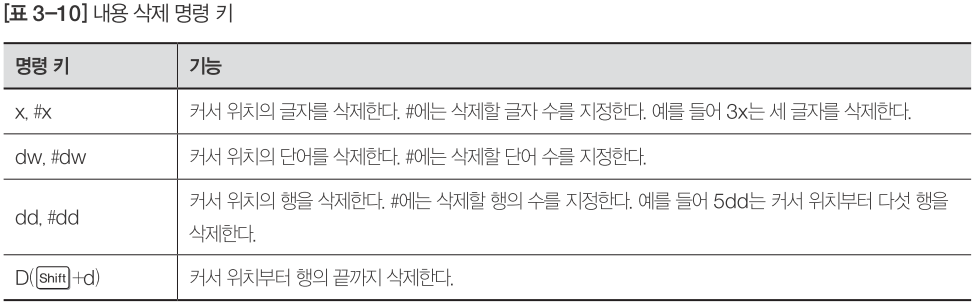 [표 3-10] 내용 삭제 명령 키
명령 키 기능
x, #x 커서 위치의 글자를 삭제한다. #에는 삭제할 글자 수를 지정한다. 예를 들어 3x는 세 글자를 삭제한다.
dw, #dw 커서 위치의 단어를 삭제한다. #에는 삭제할 단어 수를 지정한다.
dd, #dd 커서 위치의 행을 삭제한다. #에는 삭제할 행의 수를 지정한다. 예를 들어 5dd는 커서 위치부터 다섯 행을
삭제한다.
D(Shift+d) 커서 위치부터 행의 끝까지 삭제한다.